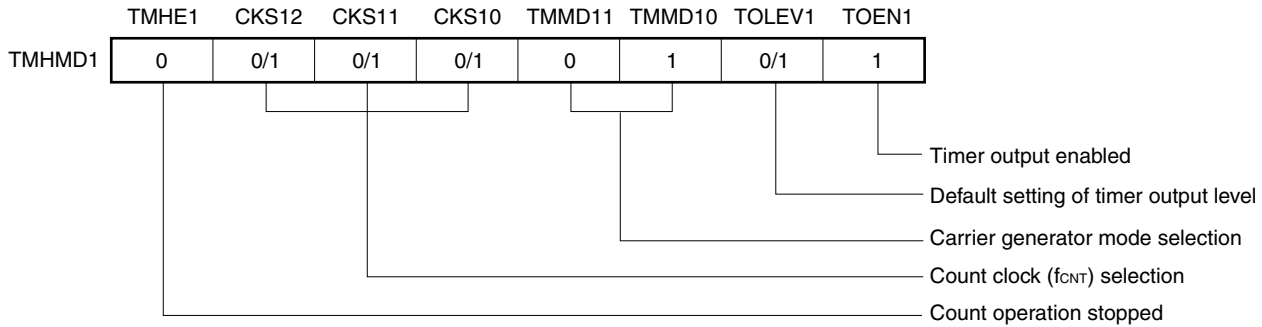 TMHE1 CKS12 CKS11 CKS10 TMMD11 TMMD10 TOLEV1 TOEN1
TMHMD1 0 0/1 0/1 0/1 0 1 0/1 1
Timer output enabled
Default setting of timer output level
Carrier generator mode selection
Count clock (fCNT) selection
Count operation stopped